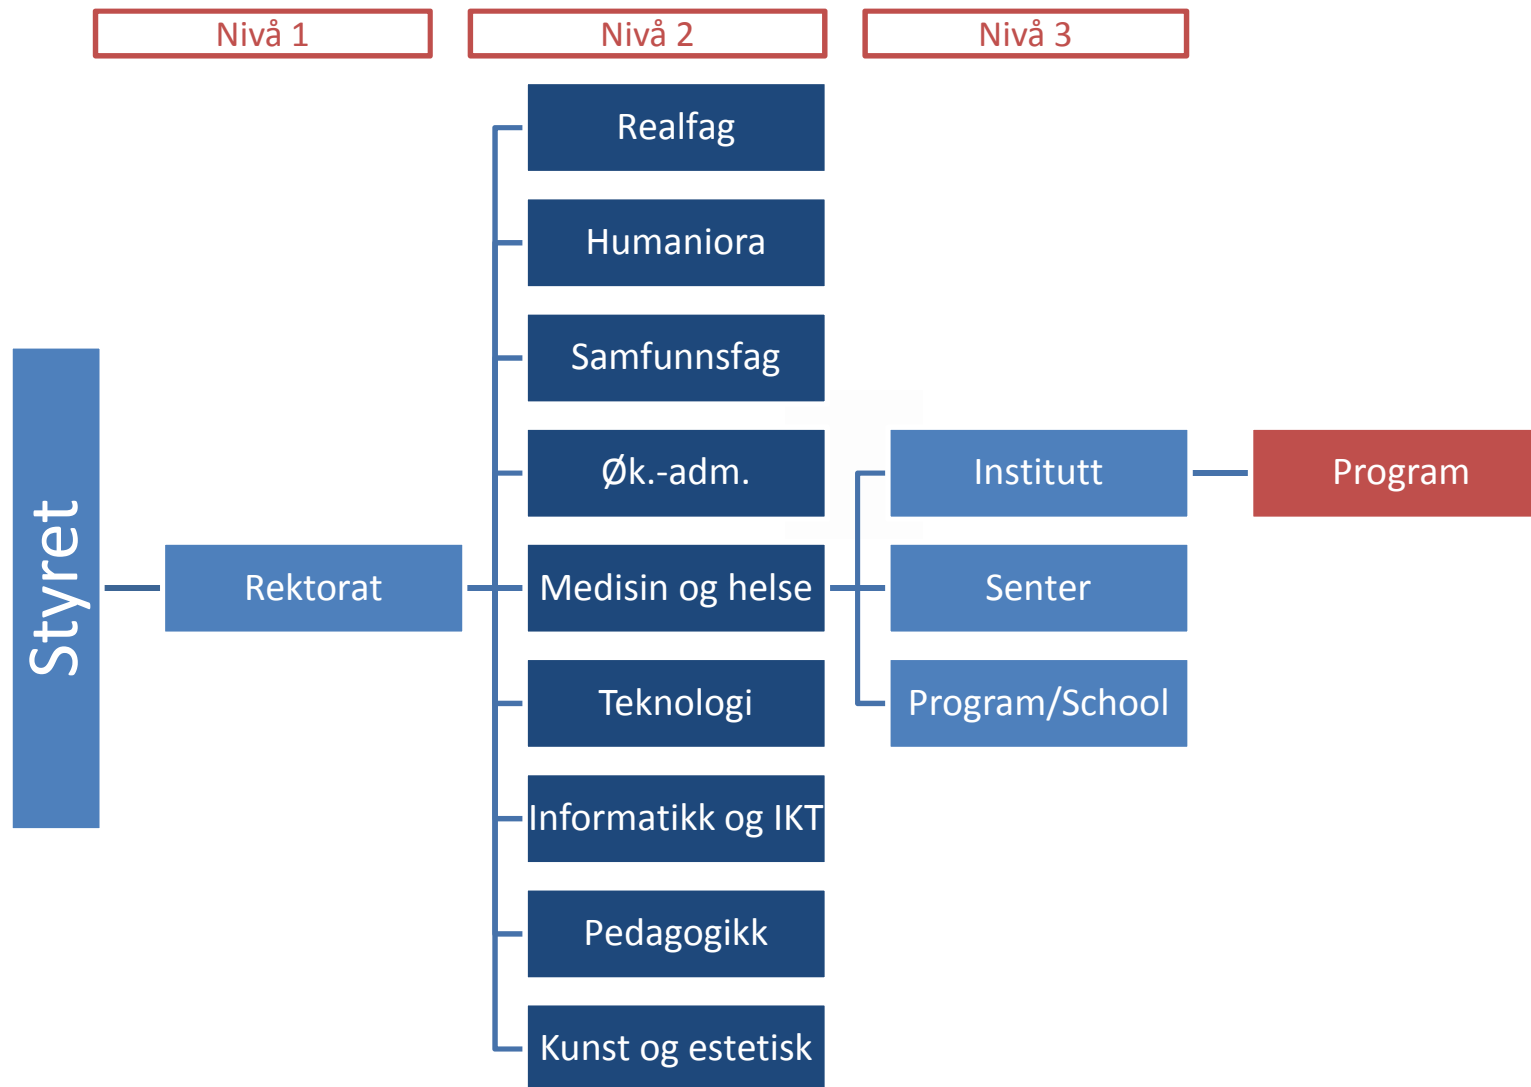 Nivå 1
Nivå 2
Nivå 3
Styret
Rektorat
Realfag
Humaniora
Samfunnsfag
Øk.-adm.
Medisin og helse
Teknologi
Informatikk og IKT
Pedagogikk
Kunst og estetisk
Institutt
Senter
Program/School
Program